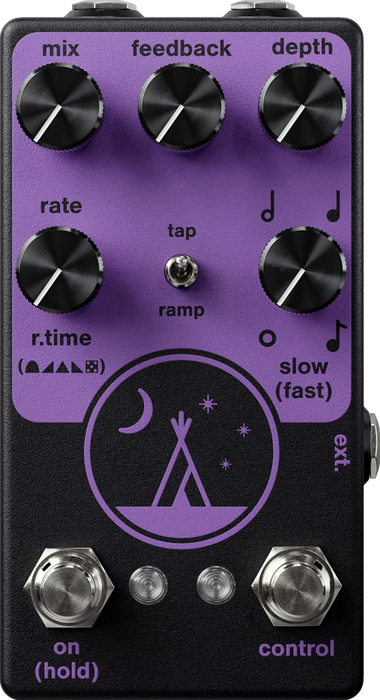 mix feedback depth
rate
tap
ramp
r.time
slow
(fast)
ext.
on
(hold)
control